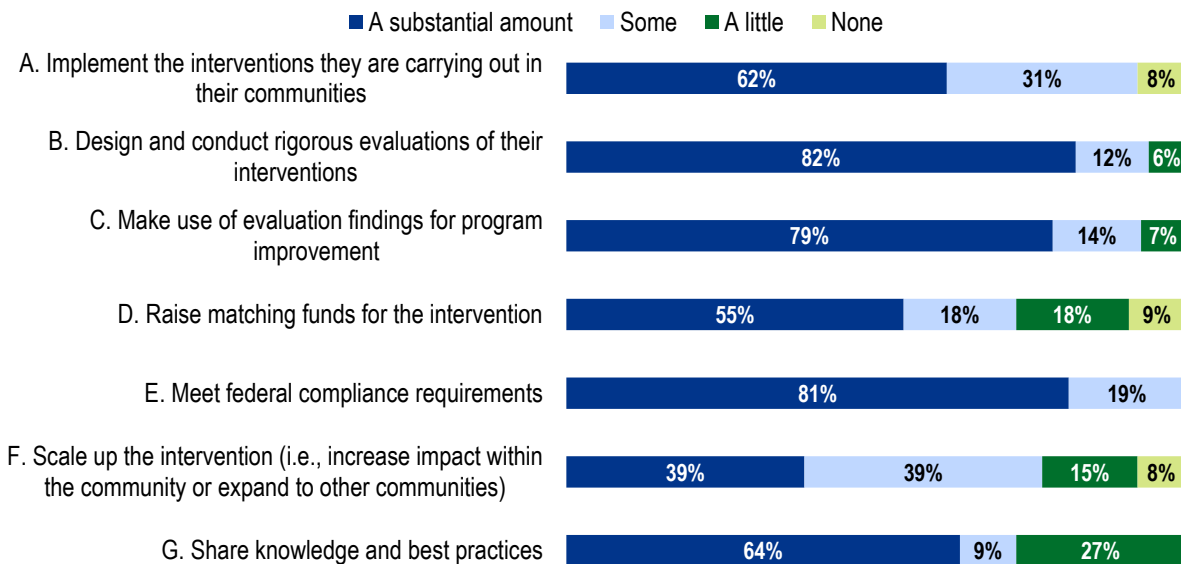 A substantial amount Some A little None
A. Implement the interventions they are carrying out in
their communities
62% 31% 8%
B. Design and conduct rigorous evaluations of their
interventions
82% 12% 6%
C. Make use of evaluation findings for program
improvement
79% 14% 7%
D. Raise matching funds for the intervention
55% 18% 18% 9%
E. Meet federal compliance requirements
81% 19%
F. Scale up the intervention (i.e., increase impact within
the community or expand to other communities)
39% 39% 15% 8%
G. Share knowledge and best practices
64% 9% 27%